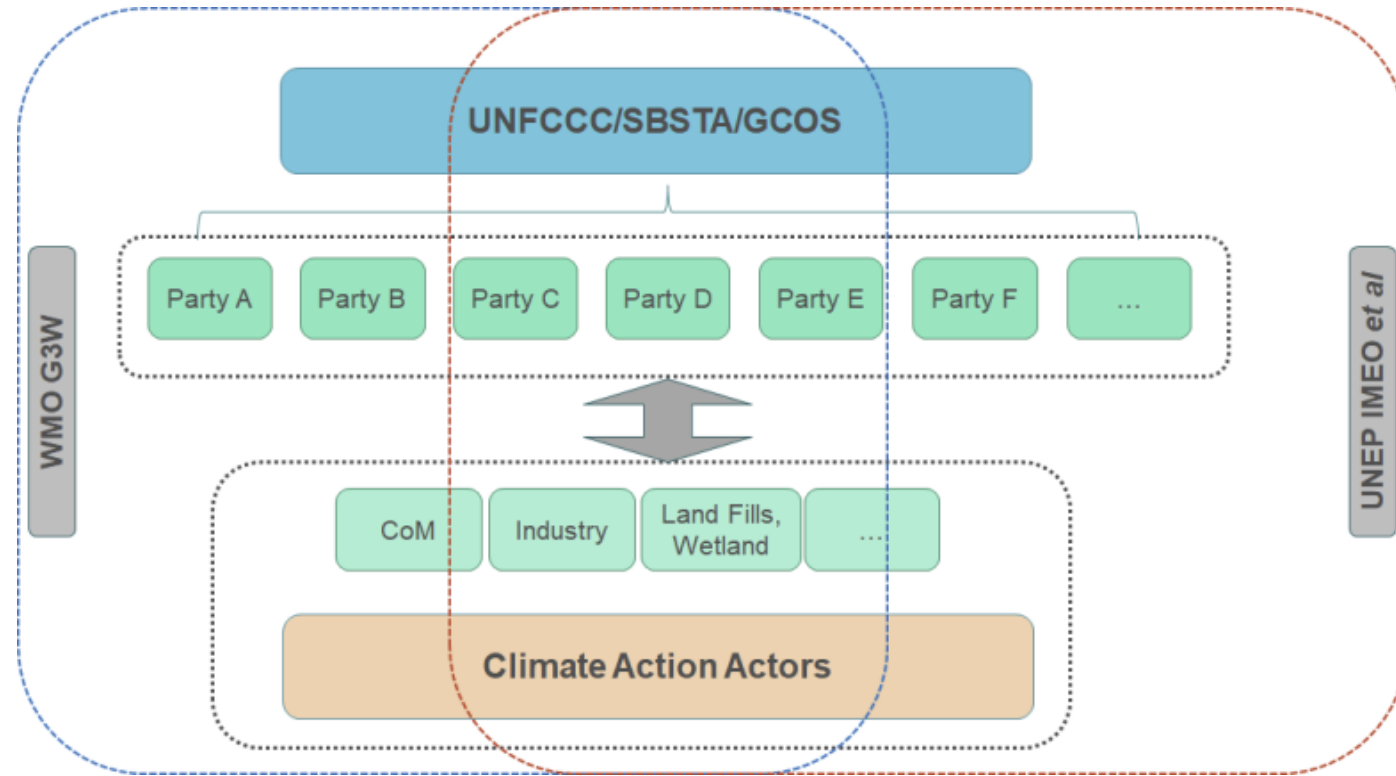 UNFCCC/SBSTA/GCOS
WMO G3W
Party A
Party B
Party C
Party D
Party E
Party F
...
UNEP IMEO et al
CoM
Industry
Land Fills,
Wetland
...
Climate Action Actors